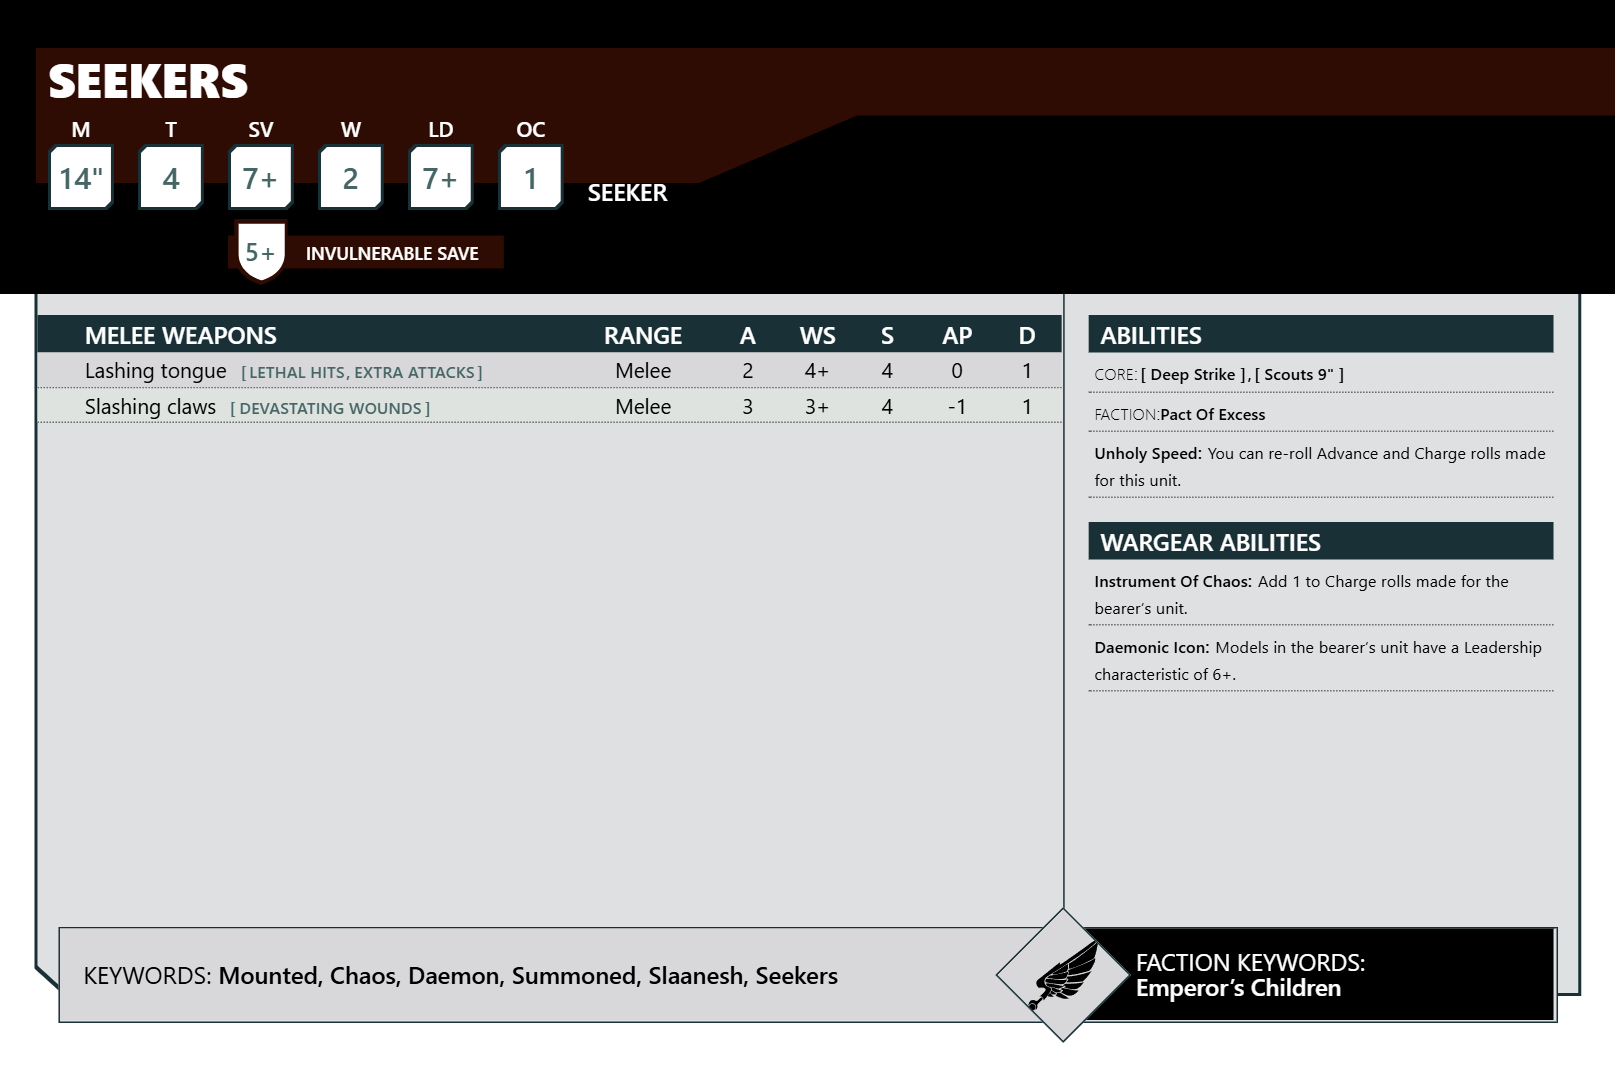 SEEKERS
M T SV W LD OC
14" 4 7+ 2 7+ 1 SEEKER
5+ INVULNERABLE SAVE
MELEE WEAPONS RANGE A WS S AP D
Lashing tongue [ LETHAL HITS, EXTRA ATTACKS ] Melee 2 4+ 4 0 1
Slashing claws [ DEVASTATING WOUNDS ] Melee 3 3+ 4 -1 1
ABILITIES
CORE: [ Deep Strike ] , [ Scouts 9" ]
FACTION:Pact Of Excess
Unholy Speed: You can re-roll Advance and Charge rolls made
for this unit.
WARGEAR ABILITIES
Instrument Of Chaos: Add 1 to Charge rolls made for the
bearer’s unit.
Daemonic Icon: Models in the bearer’s unit have a Leadership
characteristic of 6+.
KEYWORDS: Mounted, Chaos, Daemon, Summoned, Slaanesh, Seekers
FACTION KEYWORDS:
Emperor’s Children